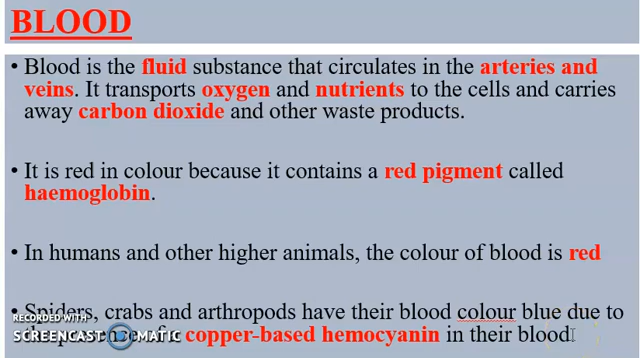 BLOOD
• Blood is the fluid substance that circulates in the arteries and
veins. It transports oxygen and nutrients to the cells and carries
away carbon dioxide and other waste products.
• It is red in colour because it contains a red pigment called
haemoglobin.
• In humans and other higher animals, the colour of blood is red
• Spiders, crabs and arthropods have their blood colour blue due to
copper-based hemocyanin in their blood
RECORDED WITH
SCREENCAST MATIC